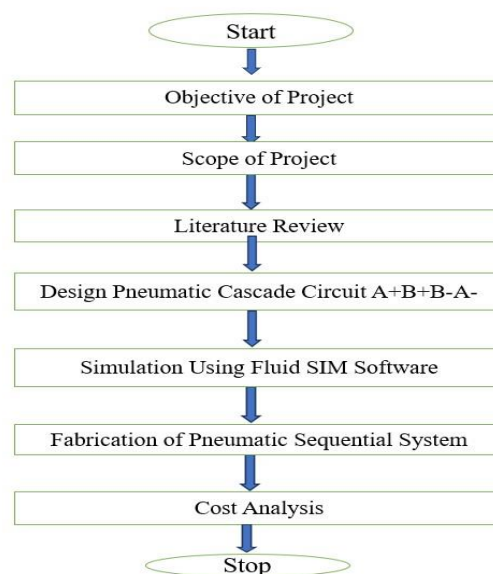 Start
Objective of Project
Scope of Project
Literature Review
Design Pneumatic Cascade Circuit A+B+B-A-
Simulation Using Fluid SIM Software
Fabrication of Pneumatic Sequential System
Cost Analysis
Stop